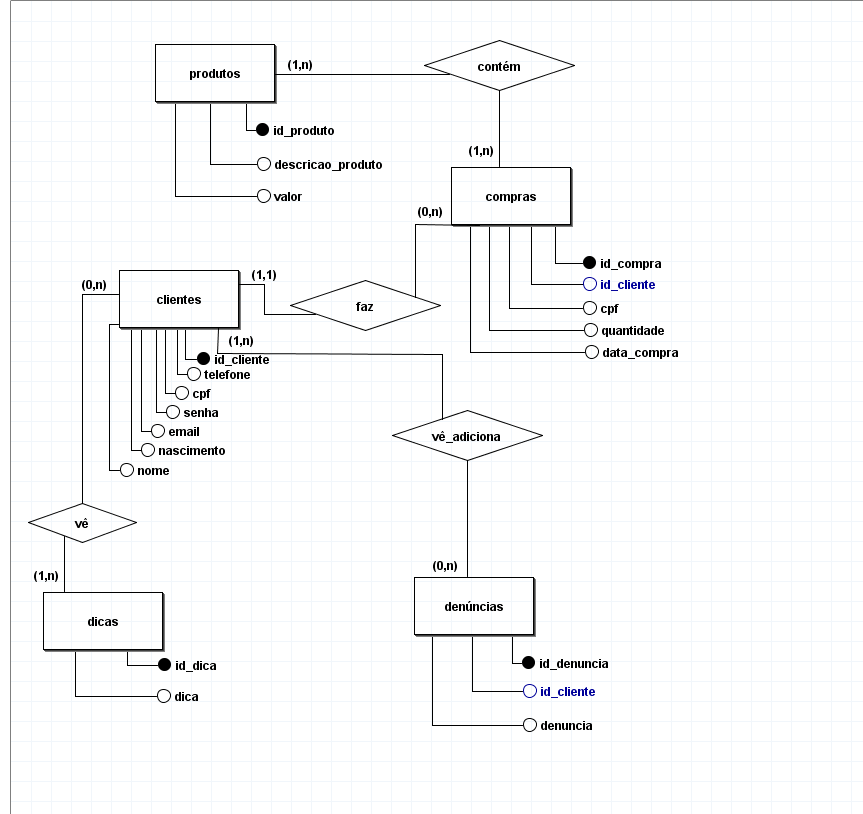 produtos
(1,n)
contém
id_produto
descricao_produto
valor
(1,n)
compras
(0,n)
id_compra
id_cliente
cpf
quantidade
data_compra
(0,n)
clientes
(1,1)
faz
(1,n)
id_cliente
telefone
cpf
senha
email
nascimento
nome
vê_adiciona
vê
(1,n)
dicas
id_dica
dica
(0,n)
denúncias
id_denuncia
id_cliente
denuncia